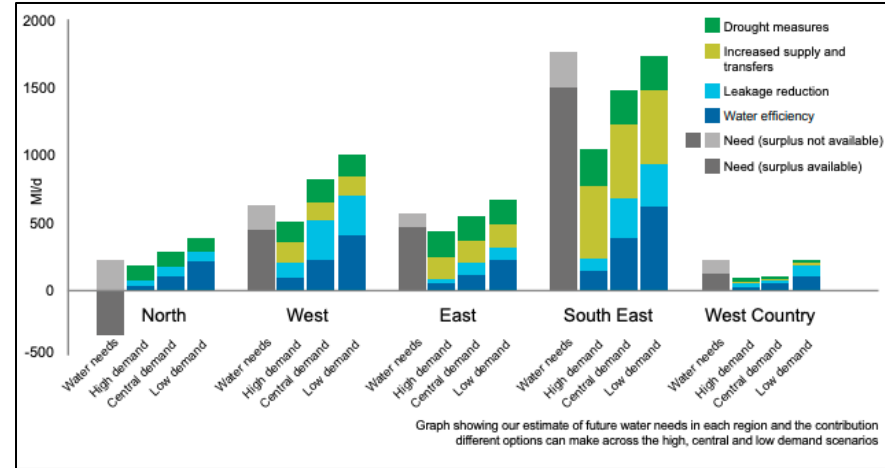 2000
1500
1000
500
0
-500
Ml/d
Drought measures
Increased supply and
transfers
Leakage reduction
Water efficiency
Need (surplus not available)
Need (surplus available)
North
West
East
South East
West Country
Water needs
High demand
Central demand
Low demand
Water needs
High demand
Central demand
Low demand
Water needs
High demand
Central demand
Low demand
Water needs
High demand
Central demand
Low demand
Water needs
High demand
Central demand
Low demand
Graph showing our estimate of future water needs in each region and the contribution
different options can make across the high, central and low demand scenarios